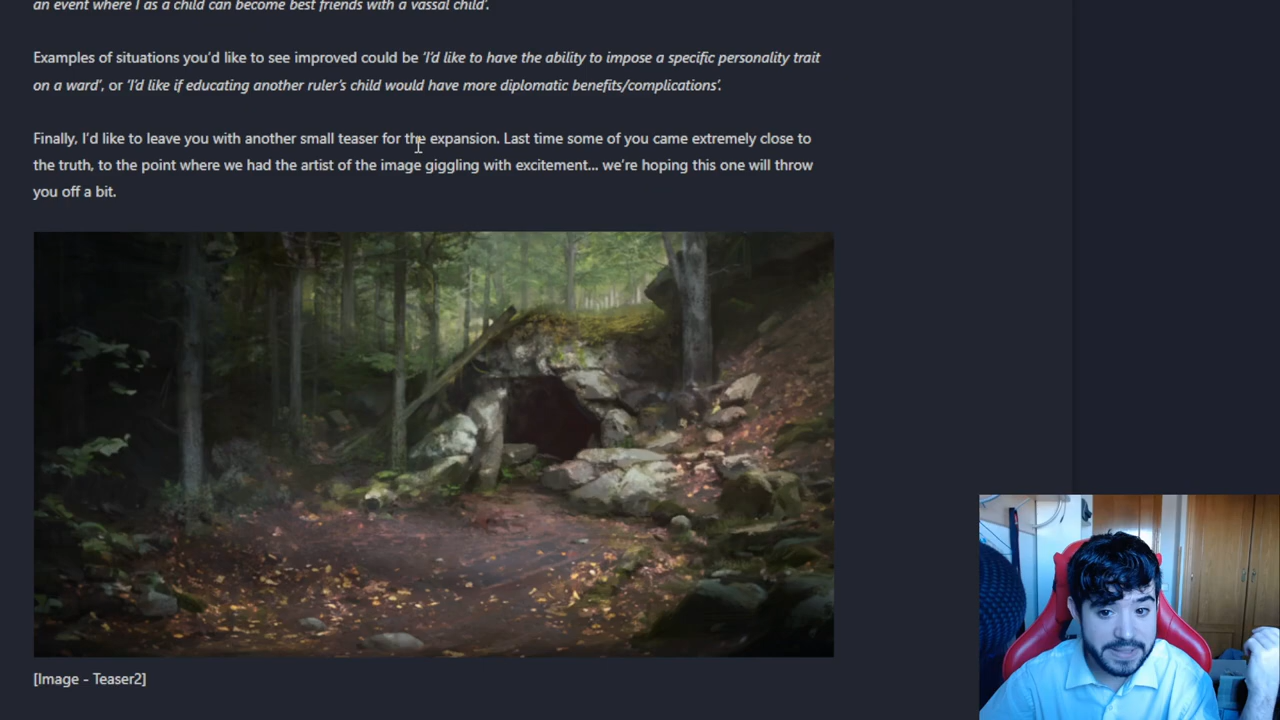 an event where I as a child can become best friends with a vassal child'.
Examples of situations you'd like to see improved could be 'I'd like to have the ability to impose a specific personality trait
on a ward', or 'I'd like if educating another ruler's child would have more diplomatic benefits/complications'.
Finally, I'd like to leave you with another small teaser for the expansion. Last time some of you came extremely close to
the truth, to the point where we had the artist of the image giggling with excitement... we're hoping this one will throw
you off a bit.
[Image - Teaser2]